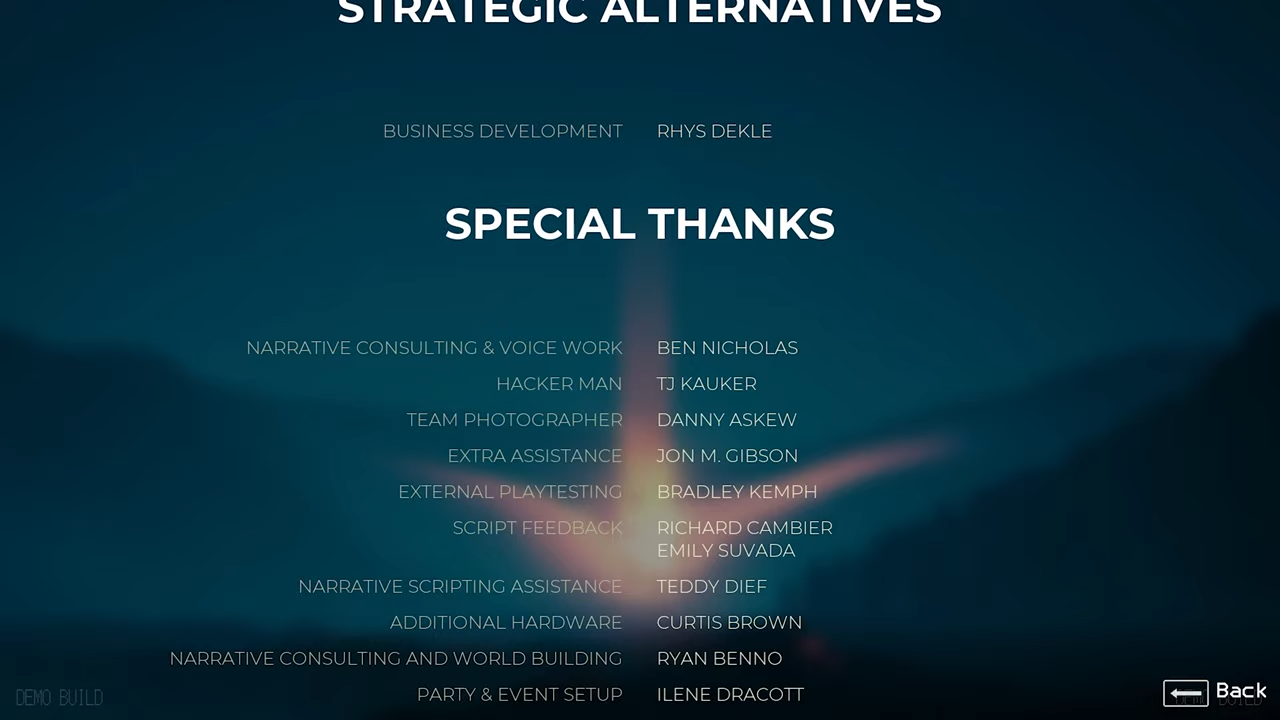 STRATEGIC ALTERNATIVES
BUSINESS DEVELOPMENT RHYS DEKLE
SPECIAL THANKS
NARRATIVE CONSULTING & VOICE WORK BEN NICHOLAS
HACKER MAN TJ KAUKER
TEAM PHOTOGRAPHER DANNY ASKEW
EXTRA ASSISTANCE JON M. GIBSON
EXTERNAL PLAYTESTING BRADLEY KEMPH
SCRIPT FEEDBACK RICHARD CAMBIER
EMILY SUVADA
NARRATIVE SCRIPTING ASSISTANCE TEDDY DIEF
ADDITIONAL HARDWARE CURTIS BROWN
NARRATIVE CONSULTING AND WORLD BUILDING RYAN BENNO
PARTY & EVENT SETUP ILENE DRACOTT
DEMO BUILD
Back
DEMO BUILD